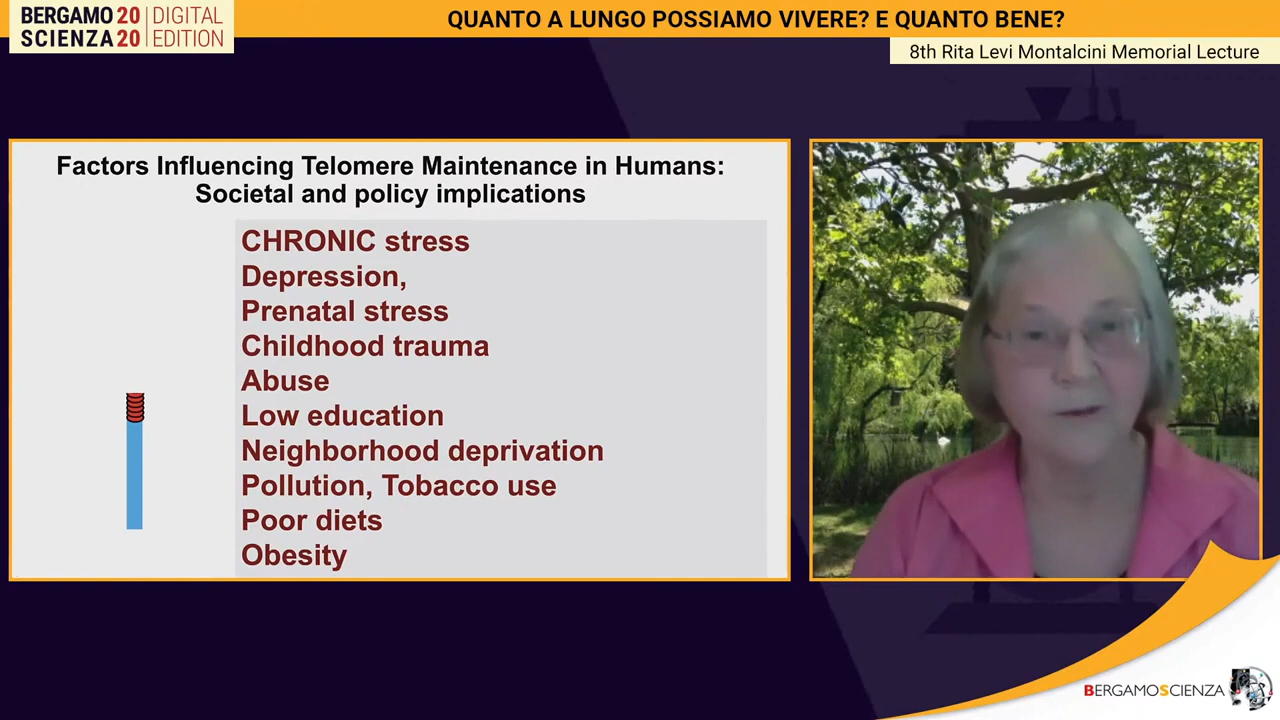 BERGAMO 20 DIGITAL
SCIENZA 20 EDITION
QUANTO A LUNGO POSSIAMO VIVERE? E QUANTO BENE?
8th Rita Levi Montalcini Memorial Lecture
Factors Influencing Telomere Maintenance in Humans:
Societal and policy implications
CHRONIC stress
Depression,
Prenatal stress
Childhood trauma
Abuse
Low education
Neighborhood deprivation
Pollution, Tobacco use
Poor diets
Obesity
BERGAMOSCIENZA